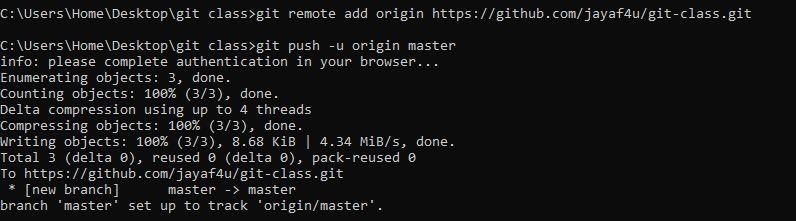 C:\Users\Home\Desktop\git class>git remote add origin https://github.com/jayaf4u/git-class.git
C:\Users\Home\Desktop\git class>git push -u origin master
info: please complete authentication in your browser...
Enumerating objects: 3, done.
Counting objects: 100% (3/3), done.
Delta compression using up to 4 threads
Compressing objects: 100% (3/3), done.
Writing objects: 100% (3/3), 8.68 KiB | 4.34 MiB/s, done.
Total 3 (delta 0), reused 0 (delta 0), pack-reused 0
To https://github.com/jayaf4u/git-class.git
 * [new branch]      master -> master
branch 'master' set up to track 'origin/master'.